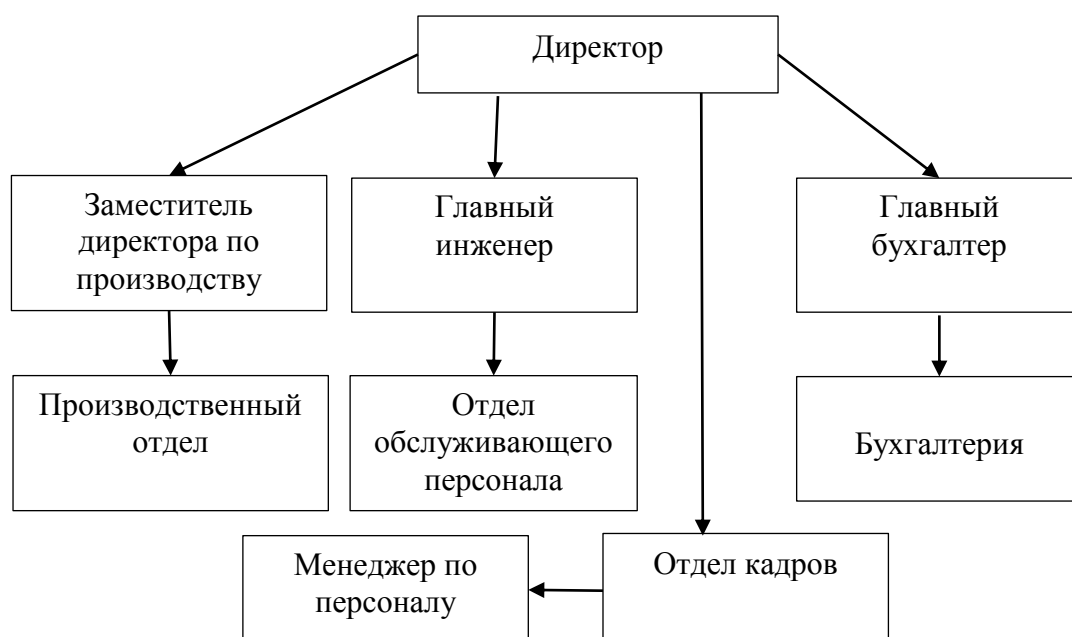 Директор
Заместитель
директора по
производству
Главный
инженер
Главный
бухгалтер
Производственный
отдел
Отдел
обслуживающего
персонала
Бухгалтерия
Менеджер по
персоналу
Отдел кадров